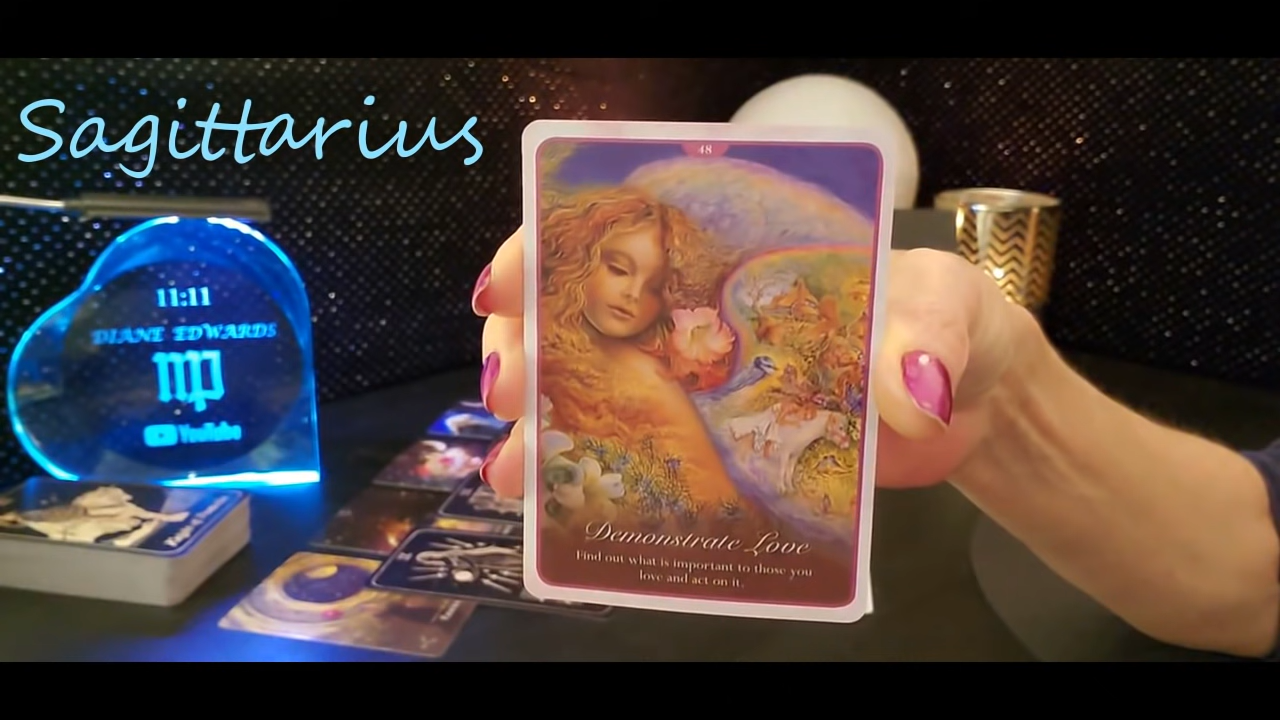 Sagittarius
48
11:11
DIANE EDWARDS
YouTube
Demonstrate Love
Find out what is important to those you
love and act on it.